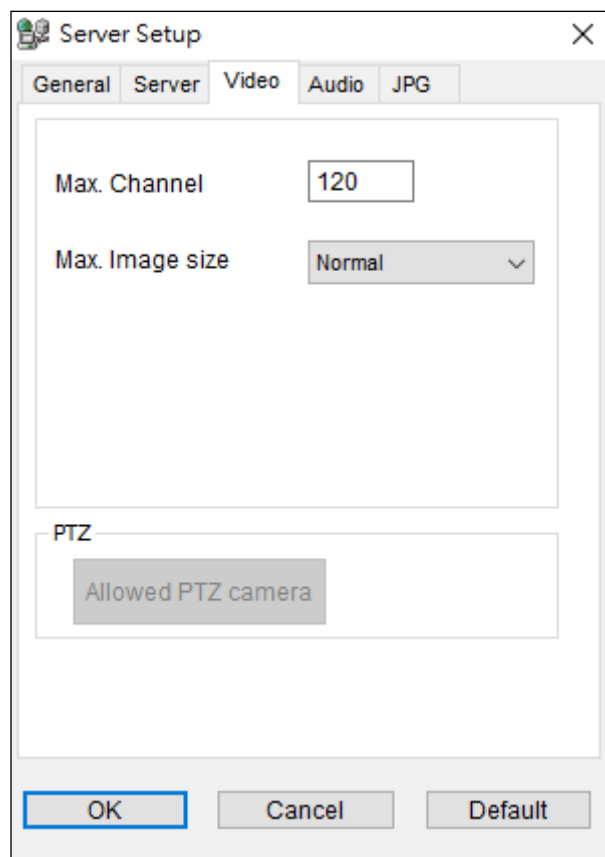 Server Setup
General Server Video Audio JPG
Max. Channel 120
Max. Image size Normal
PTZ
Allowed PTZ camera
OK Cancel Default